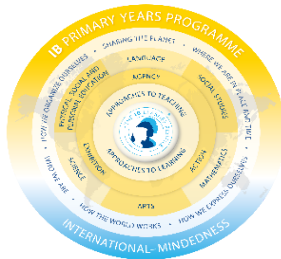 IB PRIMARY YEARS PROGRAMME
SHARING THE PLANET
WHERE WE ARE IN PLACE AND TIME
HOW WE EXPRESS OURSELVES
HOW THE WORLD WORKS
WHO WE ARE
HOW WE ORGANIZE OURSELVES
LANGUAGE
SOCIAL STUDIES
MATHEMATICS
ARTS
SCIENCE
PHYSICAL, SOCIAL AND
PERSONAL EDUCATION
AGENCY
ACTION
EXHIBITION
APPROACHES TO TEACHING
APPROACHES TO LEARNING
INTERNATIONAL- MINDEDNESS